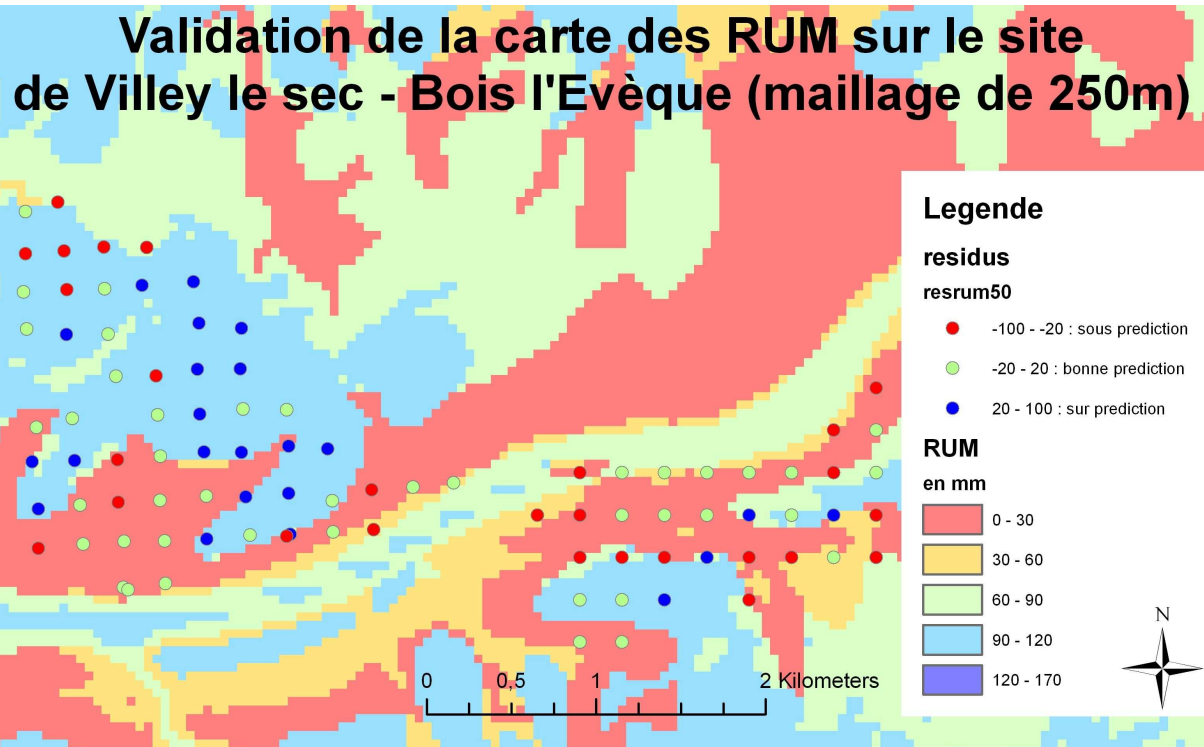 Validation de la carte des RUM sur le site
de Villey le sec - Bois l'Evèque (maillage de 250m)
Legende
residus
resrum50
-100 - -20 : sous prediction
-20 - 20 : bonne prediction
20 - 100 : sur prediction
RUM
en mm
0 - 30
30 - 60
60 - 90
90 - 120
120 - 170
N
0 0,5 1 2 Kilometers